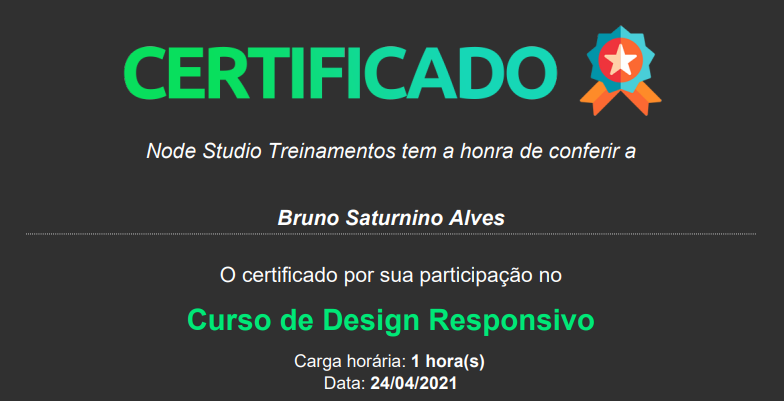 CERTIFICADO
Node Studio Treinamentos tem a honra de conferir a
Bruno Saturnino Alves
O certificado por sua participação no
Curso de Design Responsivo
Carga horária: 1 hora(s)
Data: 24/04/2021